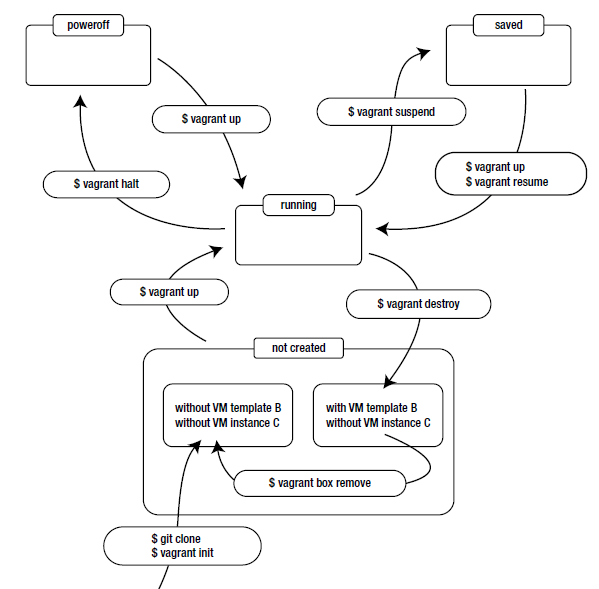 poweroff
saved
$ vagrant up
$ vagrant suspend
$ vagrant up
$ vagrant resume
$ vagrant halt
running
$ vagrant up
$ vagrant destroy
not created
without VM template B
without VM instance C
with VM template B
without VM instance C
$ vagrant box remove
$ git clone
$ vagrant init